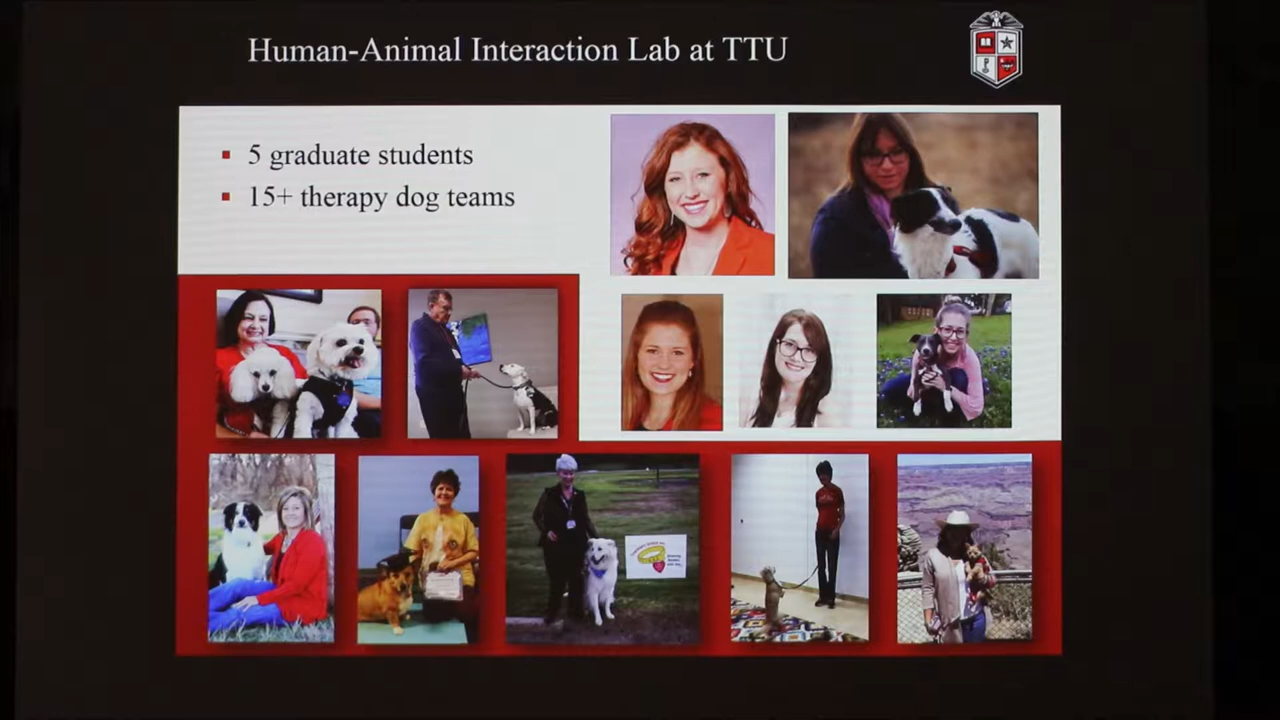 Human-Animal Interaction Lab at TTU
5 graduate students
15+ therapy dog teams